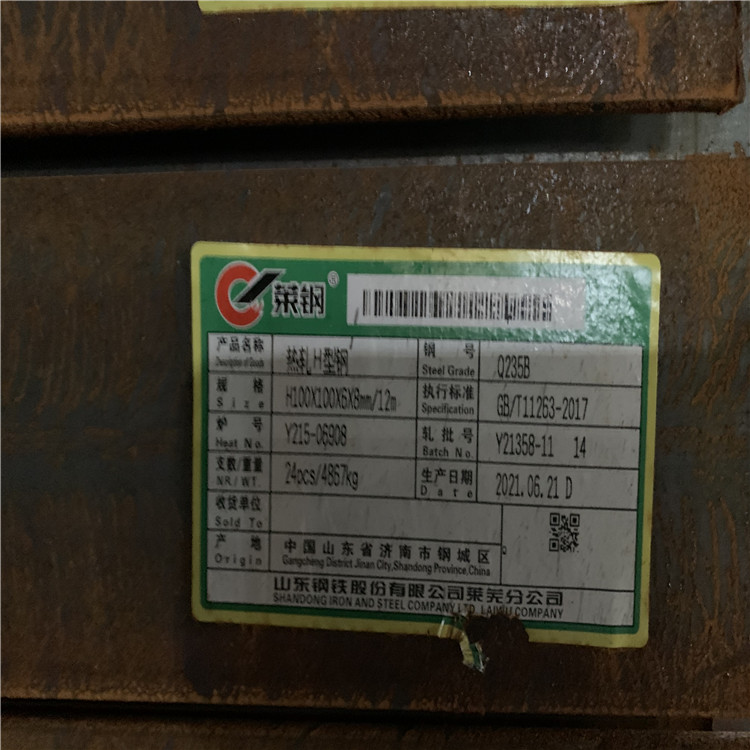 莱钢®
产品名称 热轧H型钢 钢号 Q235B
Description of Goods Steel Grade
规格 H100X100X6X8mm/12m 执行标准 GB/T11263-2017
Size Specification
炉号 Y215-06908 轧批号 Y21358-11 14
Heat No. Batch No.
支数/重量 24pcs/4867kg 生产日期 2021.06.21 D
NR/WT. Date
收货单位
Sold To
产地 中国山东省济南市钢城区
Origin Gangcheng District Jinan City,Shandong Province,China
山东钢铁股份有限公司莱芜分公司
SHANDONG IRON AND STEEL COMPANY LTD. LAIWU COMPANY